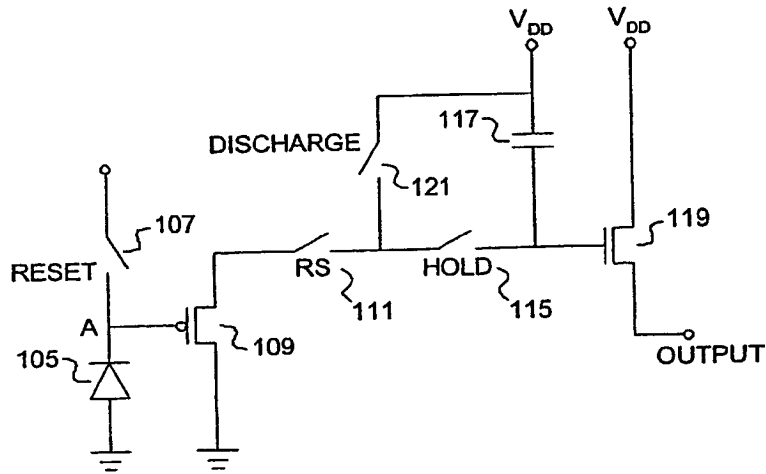 V_DD
V_DD
117
DISCHARGE
121
107
119
RESET
RS
HOLD
111
115
A
109
OUTPUT
105